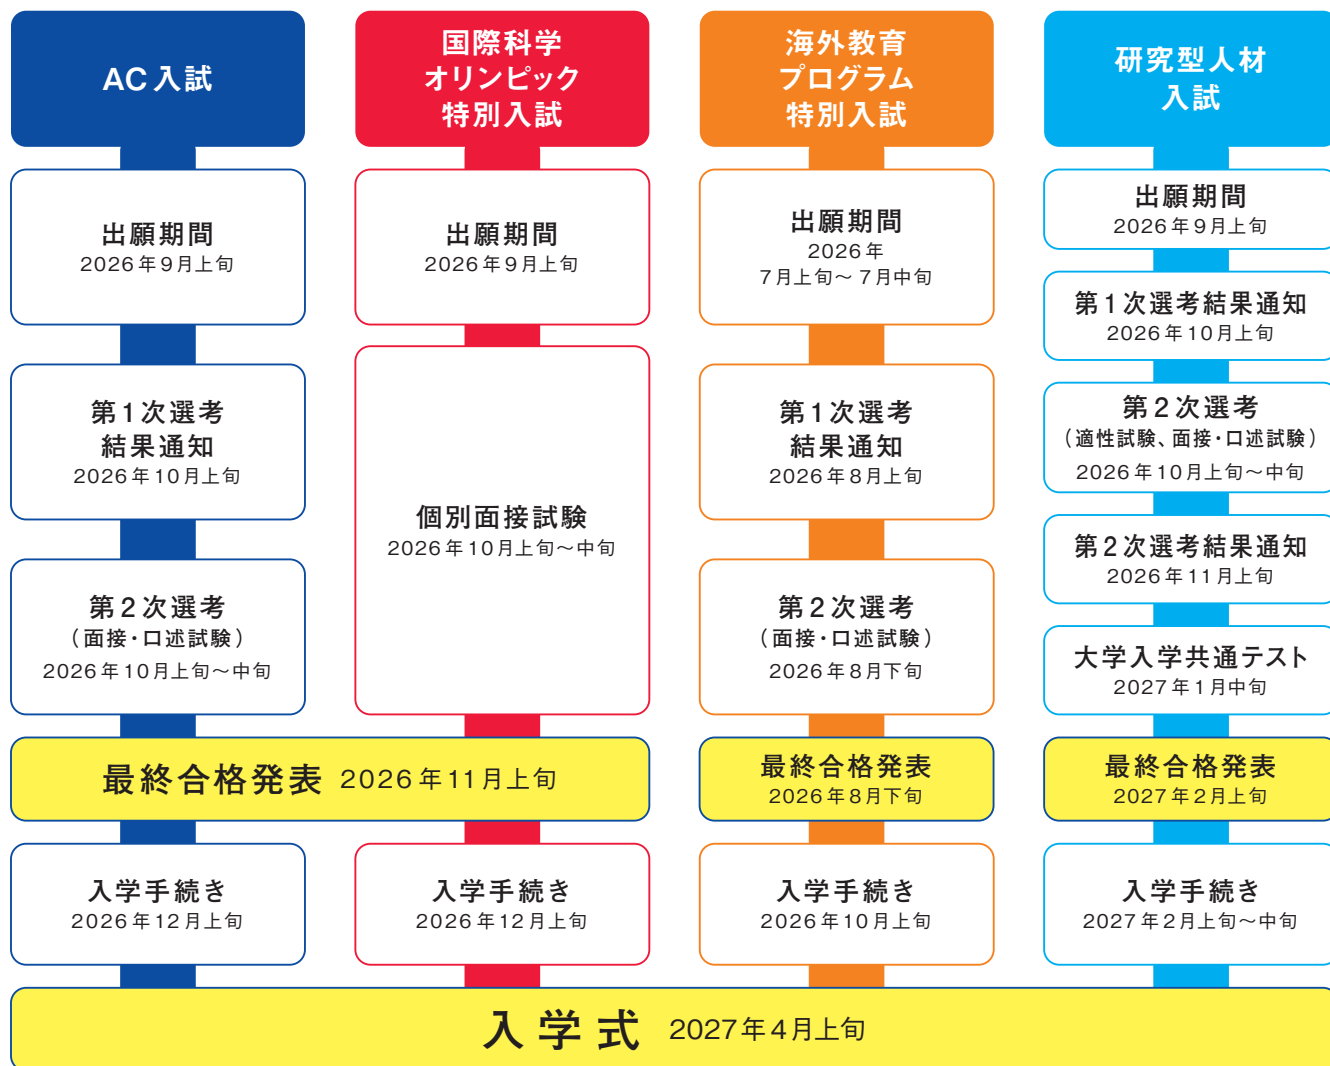 AC入試
出願期間
2026年9月上旬
第1次選考
結果通知
2026年10月上旬
第2次選考
（面接・口述試験）
2026年10月上旬～中旬
国際科学
オリンピック
特別入試
出願期間
2026年9月上旬
個別面接試験
2026年10月上旬～中旬
最終合格発表 2026年11月上旬
入学手続き
2026年12月上旬
入学手続き
2026年12月上旬
海外教育
プログラム
特別入試
出願期間
2026年
7月上旬～7月中旬
第1次選考
結果通知
2026年8月上旬
第2次選考
（面接・口述試験）
2026年8月下旬
最終合格発表
2026年8月下旬
入学手続き
2026年10月上旬
研究型人材
入試
出願期間
2026年9月上旬
第1次選考結果通知
2026年10月上旬
第2次選考
（適性試験、面接・口述試験）
2026年10月上旬～中旬
第2次選考結果通知
2026年11月上旬
大学入学共通テスト
2027年1月中旬
最終合格発表
2027年2月上旬
入学手続き
2027年2月上旬～中旬
入学式 2027年4月上旬